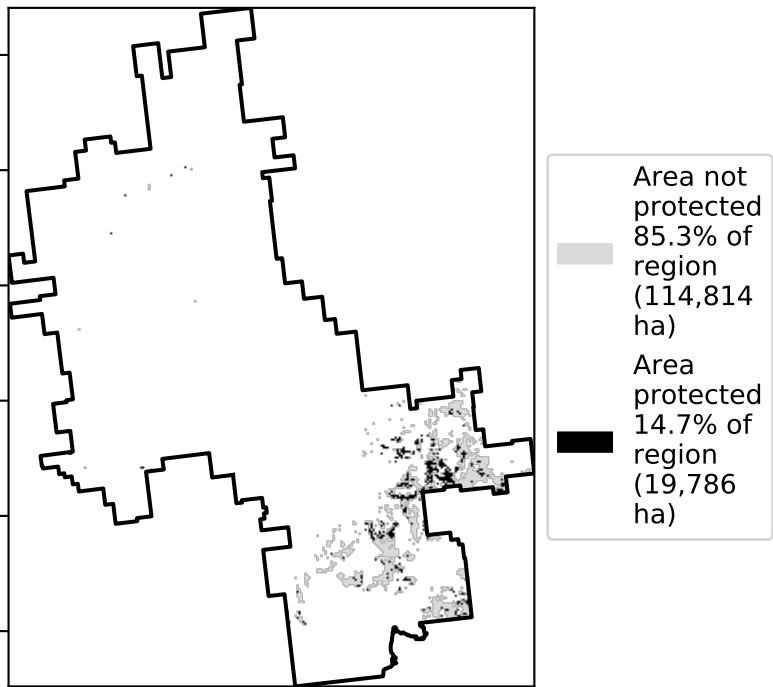 Area not
protected
85.3% of
region
(114,814
ha)
Area
protected
14.7% of
region
(19,786
ha)